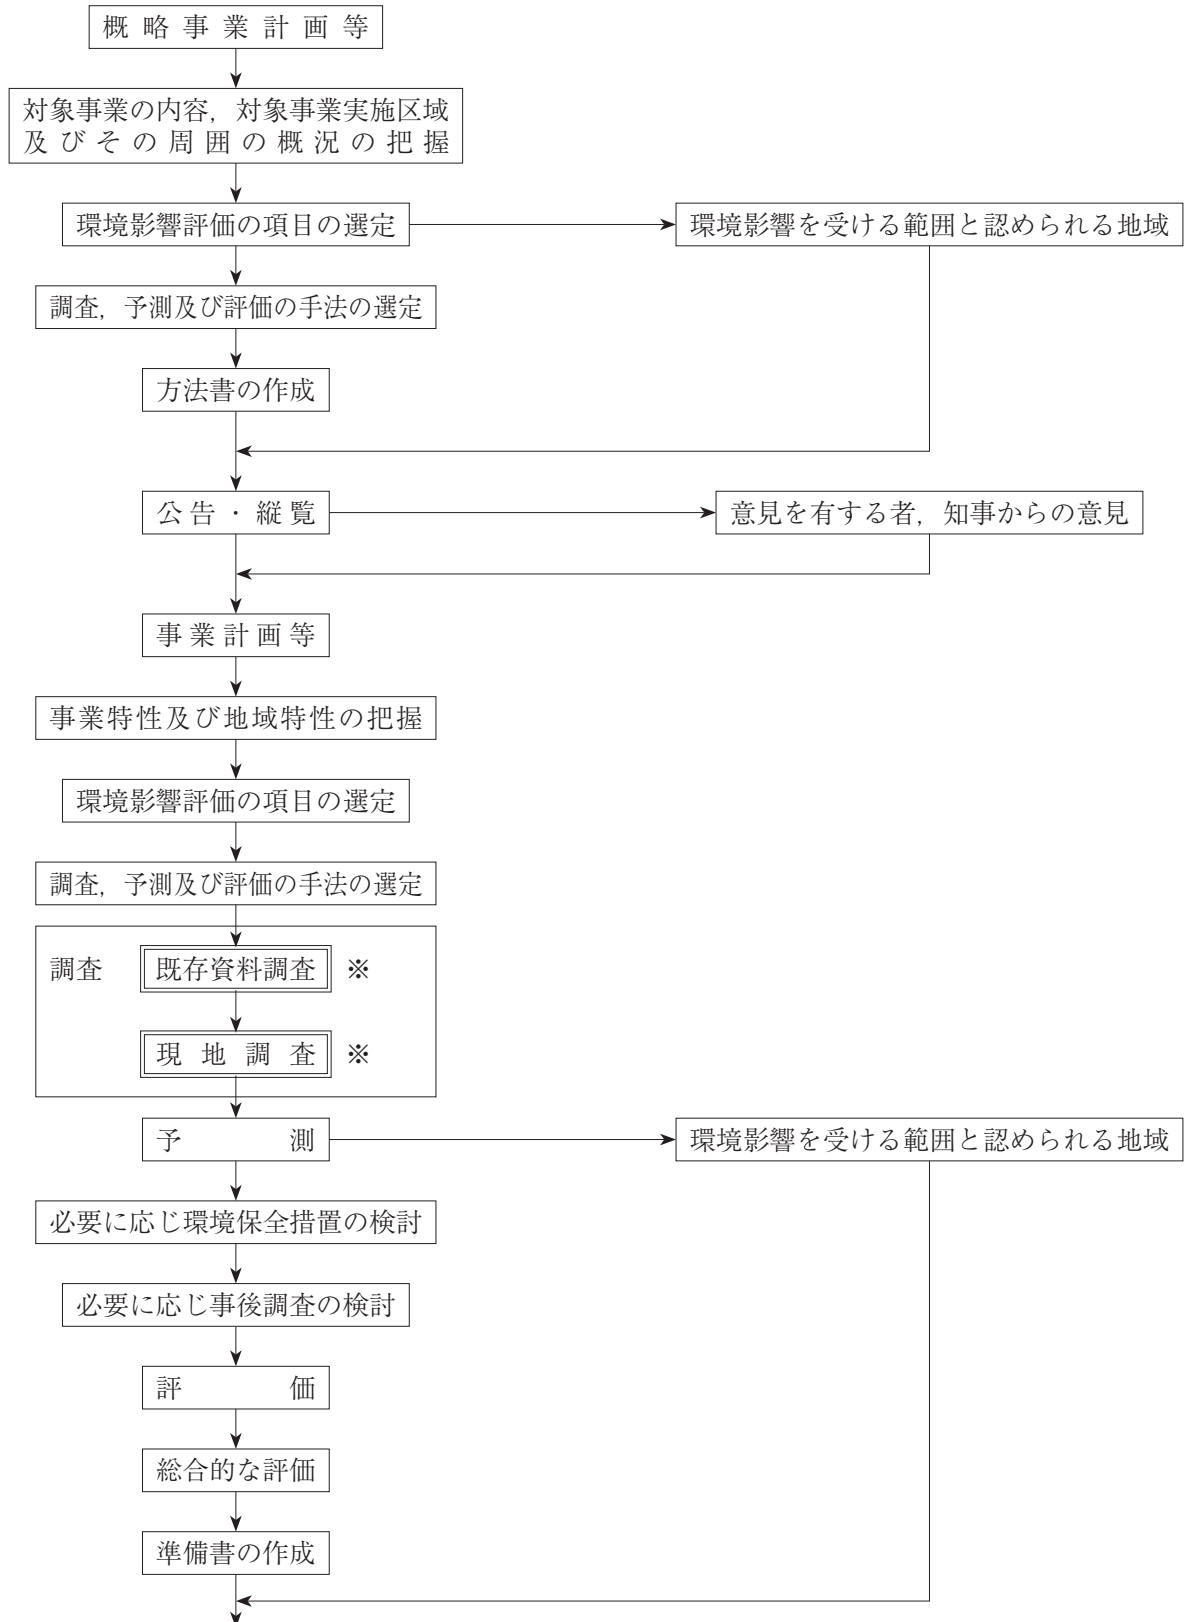 概略事業計画等
対象事業の内容，対象事業実施区域
及びその周囲の概況の把握
環境影響評価の項目の選定
環境影響を受ける範囲と認められる地域
調査，予測及び評価の手法の選定
方法書の作成
公告・縦覧
意見を有する者，知事からの意見
事業計画等
事業特性及び地域特性の把握
環境影響評価の項目の選定
調査，予測及び評価の手法の選定
調査 既存資料調査 ※
現地調査 ※
予測
環境影響を受ける範囲と認められる地域
必要に応じ環境保全措置の検討
必要に応じ事後調査の検討
評価
総合的な評価
準備書の作成